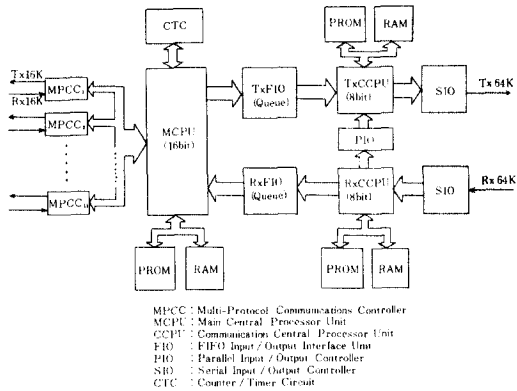 CTC
PROM
RAM
Tx16K
Rx16K
MPCC₁
MPCC₂
MPCCₙ
MCPU
(16bit)
TxFIO
(Queue)
TxCCPU
(8bit)
SIO
Tx 64K
PIO
RxFIO
(Queue)
RxCCPU
(8bit)
SIO
Rx 64K
PROM
RAM
PROM
RAM
MPCC : Multi-Protocol Communications Controller
MCPU : Main Central Processor Unit
CCPU : Communication Central Processor Unit
FIO : FIFO Input / Output Interface Unit
PIO : Parallel Input / Output Controller
SIO : Serial Input / Output Controller
CTC : Counter / Timer Circuit